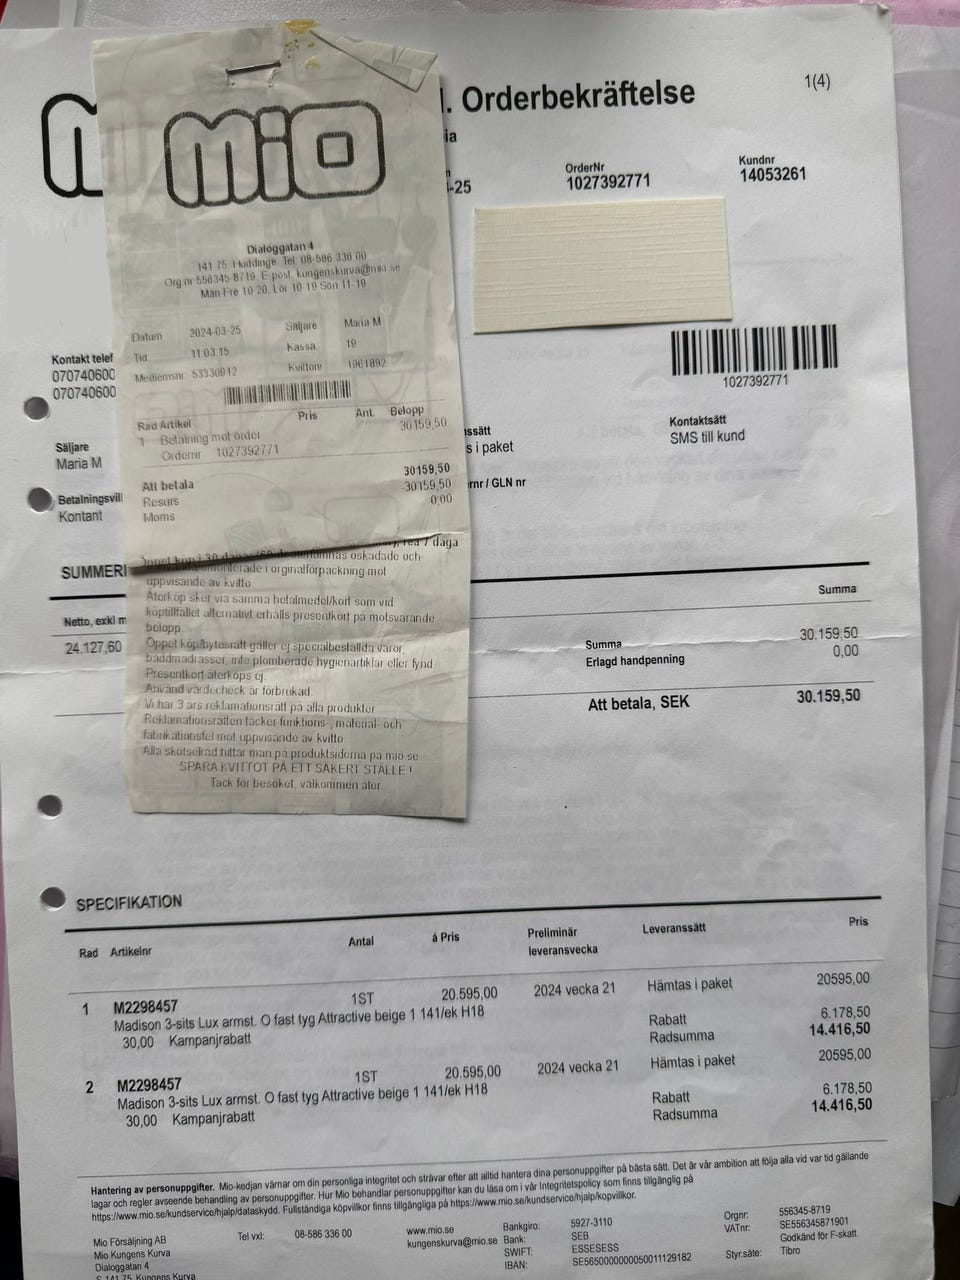 mio
Dialoggatan 4
141 75 Huddinge. Tel 08-586 336 00
Org nr 556345-8719, E-post kungenskurva@mio.se
Mån-Fre 10-20, Lör 10-19 Sön 11-19
Datum 2024-03-25 Säljare Maria M
Tid 11:03:15 Kassa 19
Medlemsnr 53330912 Kvittonr 1961892
Rad Artikel Pris Ant. Belopp
1 Betalning mot order 30159,50
Ordernr 1027392771
Att betala 30159,50
Resurs -30159,50
Moms 0,00
dagar
oskadade och
orginalförpackning mot
uppvisande av kvitto
Återköp sker via samma betalmedel/kort som vid
köptillfället alternativt erhålls presentkort på motsvarande
belopp
Öppet köp/bytesrätt gäller ej specialbeställda varor,
bäddmadrasser, inte plomberade hygienartiklar eller fynd
Presentkort återköps ej.
Använd värdecheck är förbrukad
Vi har 3 års reklamationsrätt på alla produkter
Reklamationsrätten täcker funktions-, material- och
fabrikationsfel mot uppvisande av kvitto
Alla skötselråd hittar man på produktsidorna på mio.se
SPARA KVITTOT PÅ ETT SÄKERT STÄLLE !
Tack för besöket, välkommen åter
. Orderbekräftelse
1(4)
ia
-25
OrderNr
1027392771
Kundnr
14053261
1027392771
Kontakt telef
070740600
070740600
Säljare
Maria M
ssätt
s i paket
Kontaktsätt
SMS till kund
Betalningsvil
Kontant
rnr / GLN nr
SUMMERI
Summa
Netto, exkl m
24.127,60
Summa 30.159,50
Erlagd handpenning 0,00
Att betala, SEK 30.159,50
SPECIFIKATION
Rad Artikelnr Antal á Pris Preliminär leveransvecka Leveranssätt Pris
1 M2298457 1ST 20.595,00 2024 vecka 21 Hämtas i paket 20595,00
Madison 3-sits Lux armst. O fast tyg Attractive beige 1 141/ek H18
30,00 Kampanjrabatt Rabatt 6.178,50
Radsumma 14.416,50
2 M2298457 1ST 20.595,00 2024 vecka 21 Hämtas i paket 20595,00
Madison 3-sits Lux armst. O fast tyg Attractive beige 1 141/ek H18
30,00 Kampanjrabatt Rabatt 6.178,50
Radsumma 14.416,50
Hantering av personuppgifter. Mio-kedjan värnar om din personliga integritet och strävar efter att alltid hantera dina personuppgifter på bästa sätt. Det är vår ambition att följa alla vid var tid gällande
lagar och regler avseende behandling av personuppgifter. Hur Mio behandlar personuppgifter kan du läsa om i vår Integritetspolicy som finns tillgänglig på
https://www.mio.se/kundservice/hjalp/dataskydd. Fullständiga köpvillkor finns tillgängliga på https://www.mio.se/kundservice/hjalp/kopvillkor.
Mio Försäljning AB
Mio Kungens Kurva
Dialoggatan 4
S 141 75 Kungens Kurva
Tel vxl: 08-586 336 00
www.mio.se
kungenskurva@mio.se
Bankgiro: 5927-3110
Bank: SEB
SWIFT: ESSESESS
IBAN: SE5650000000050011129182
Orgnr: 556345-8719
VATnr: SE556345871901
Godkänd för F-skatt
Styr.säte: Tibro